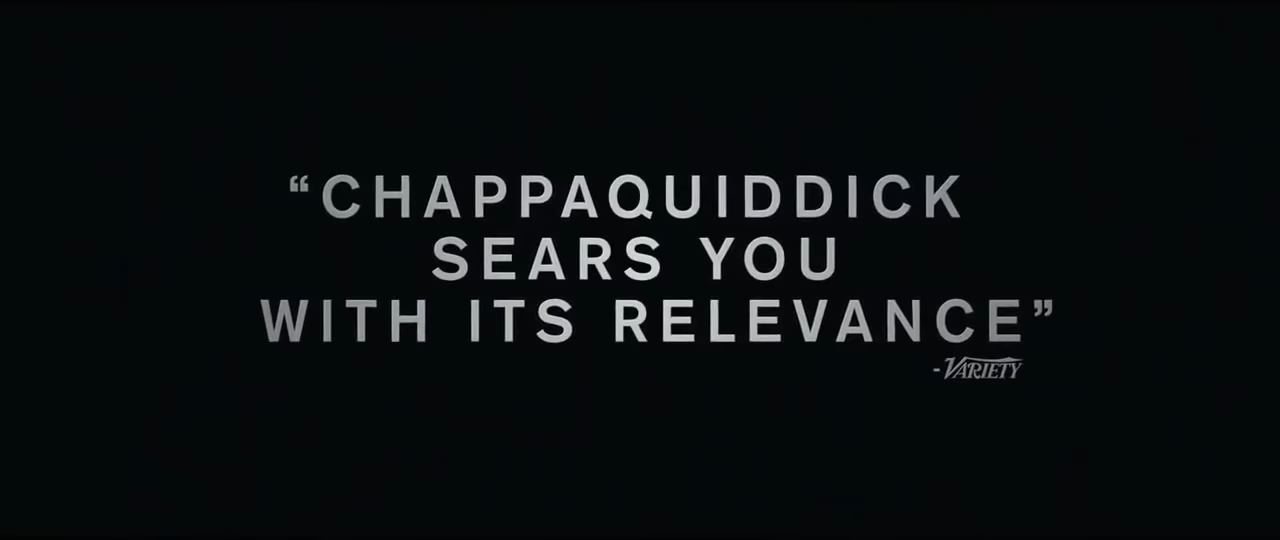 “CHAPPAQUIDDICK
SEARS YOU
WITH ITS RELEVANCE”
-VARIETY